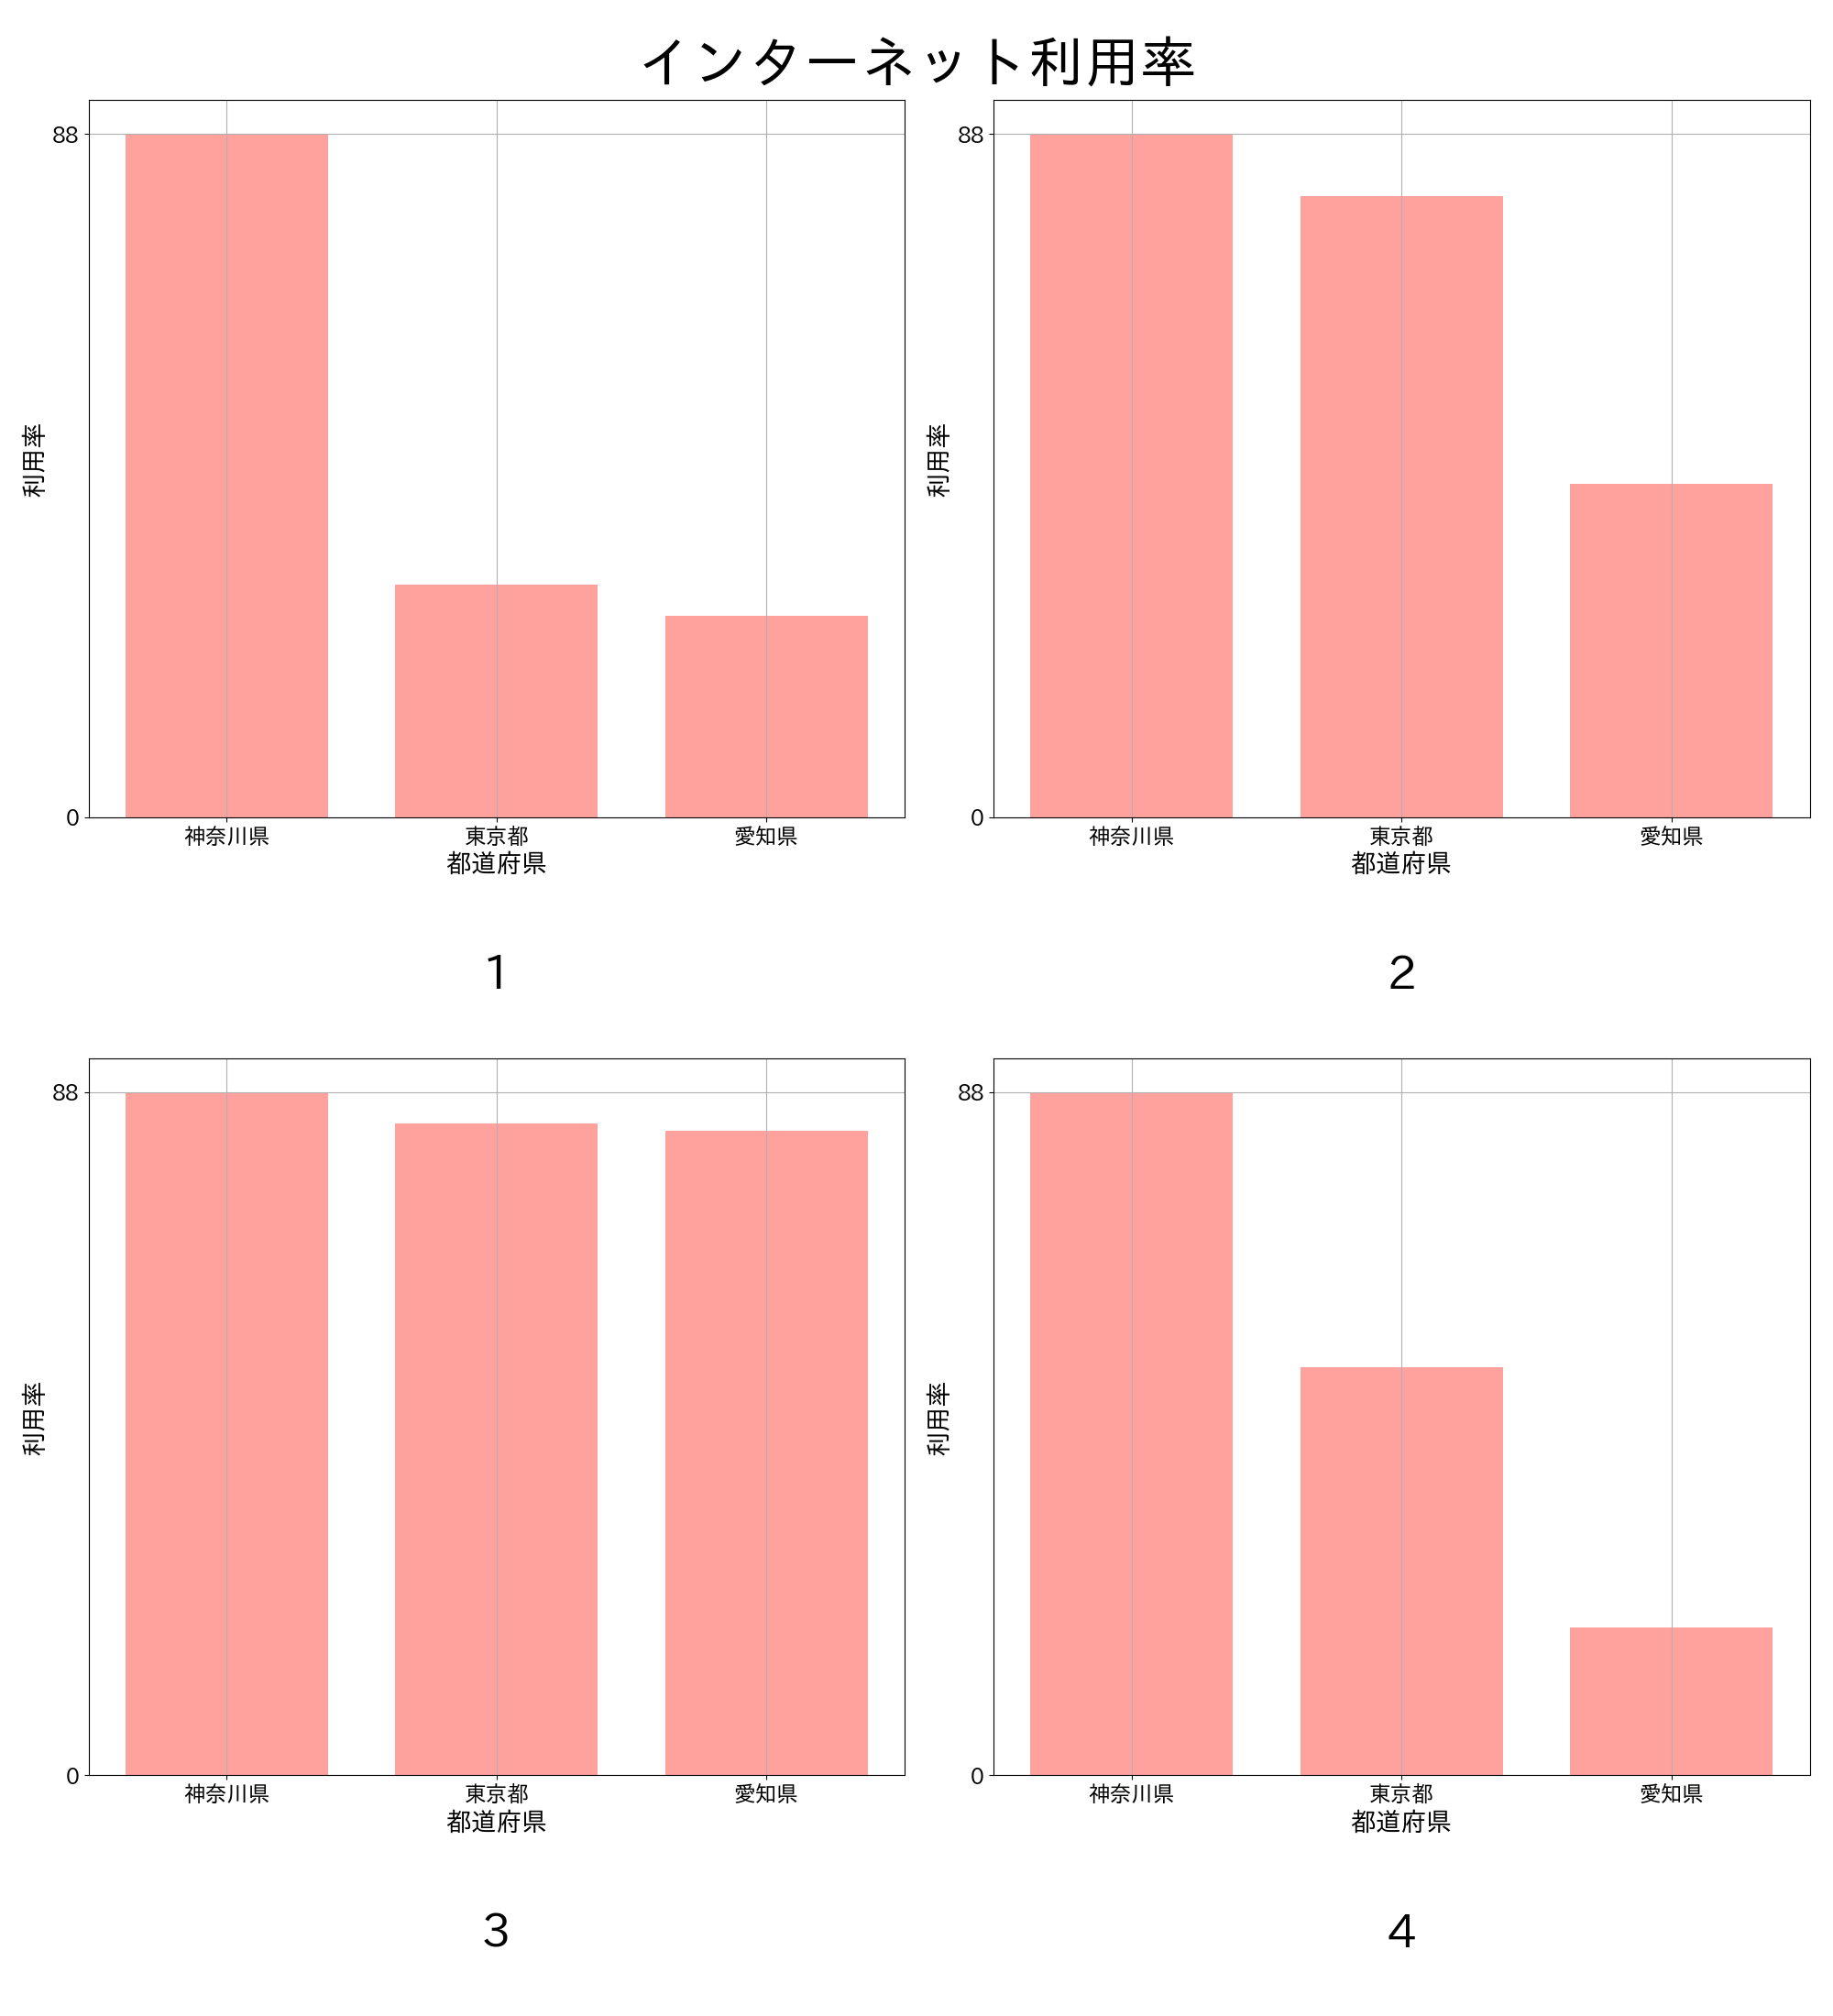 インターネット利用率
88
利用率
0
神奈川県 東京都 愛知県
都道府県
1
88
利用率
0
神奈川県 東京都 愛知県
都道府県
2
88
利用率
0
神奈川県 東京都 愛知県
都道府県
3
88
利用率
0
神奈川県 東京都 愛知県
都道府県
4